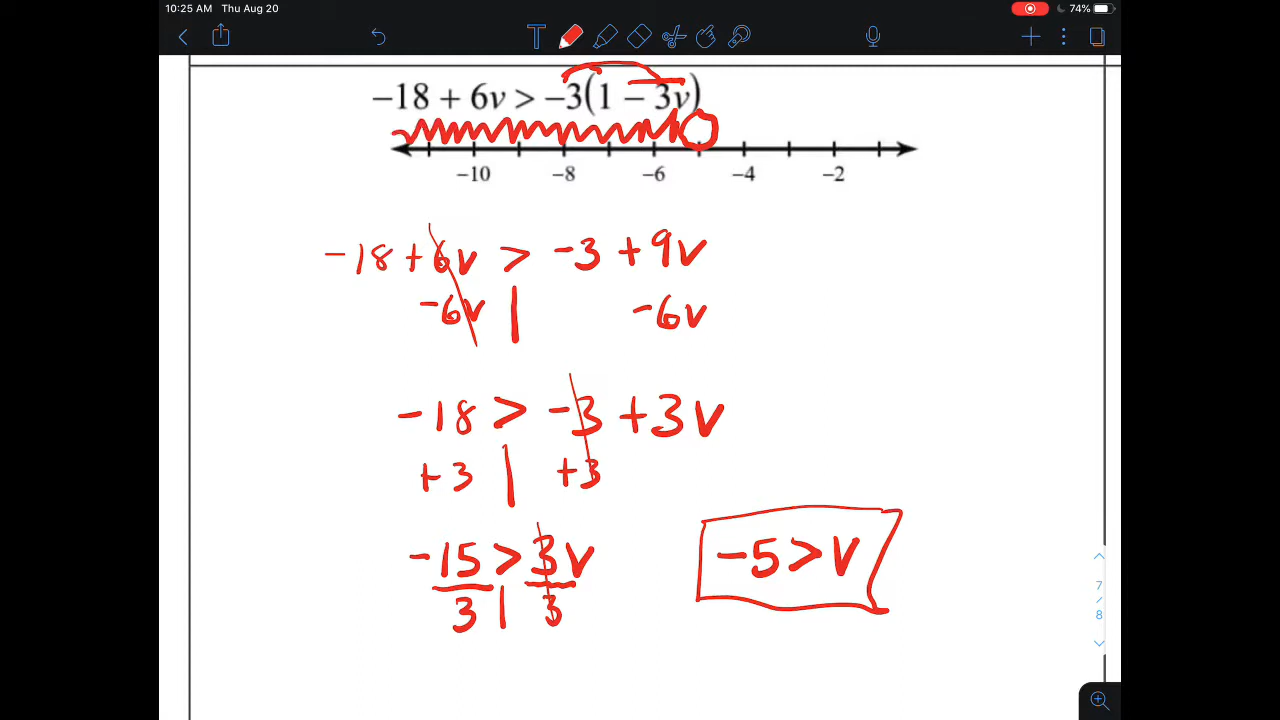 10:25 AM Thu Aug 20 74%
T
−18 + 6v > −3(1 − 3v)
−10 −8 −6 −4 −2
-18+6v > -3 +9v
-6v | -6v
-18 > -3 +3v
+3 | +3
-15 > 3v
3 | 3
-5 > v
7
/
8